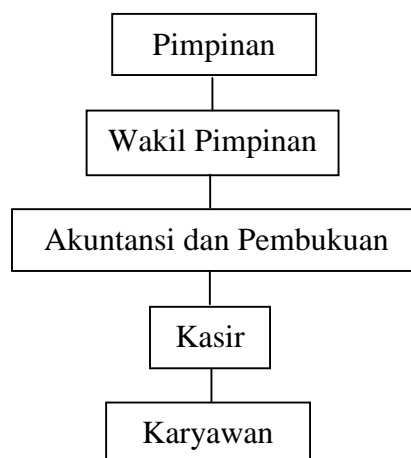 Pimpinan
Wakil Pimpinan
Akuntansi dan Pembukuan
Kasir
Karyawan